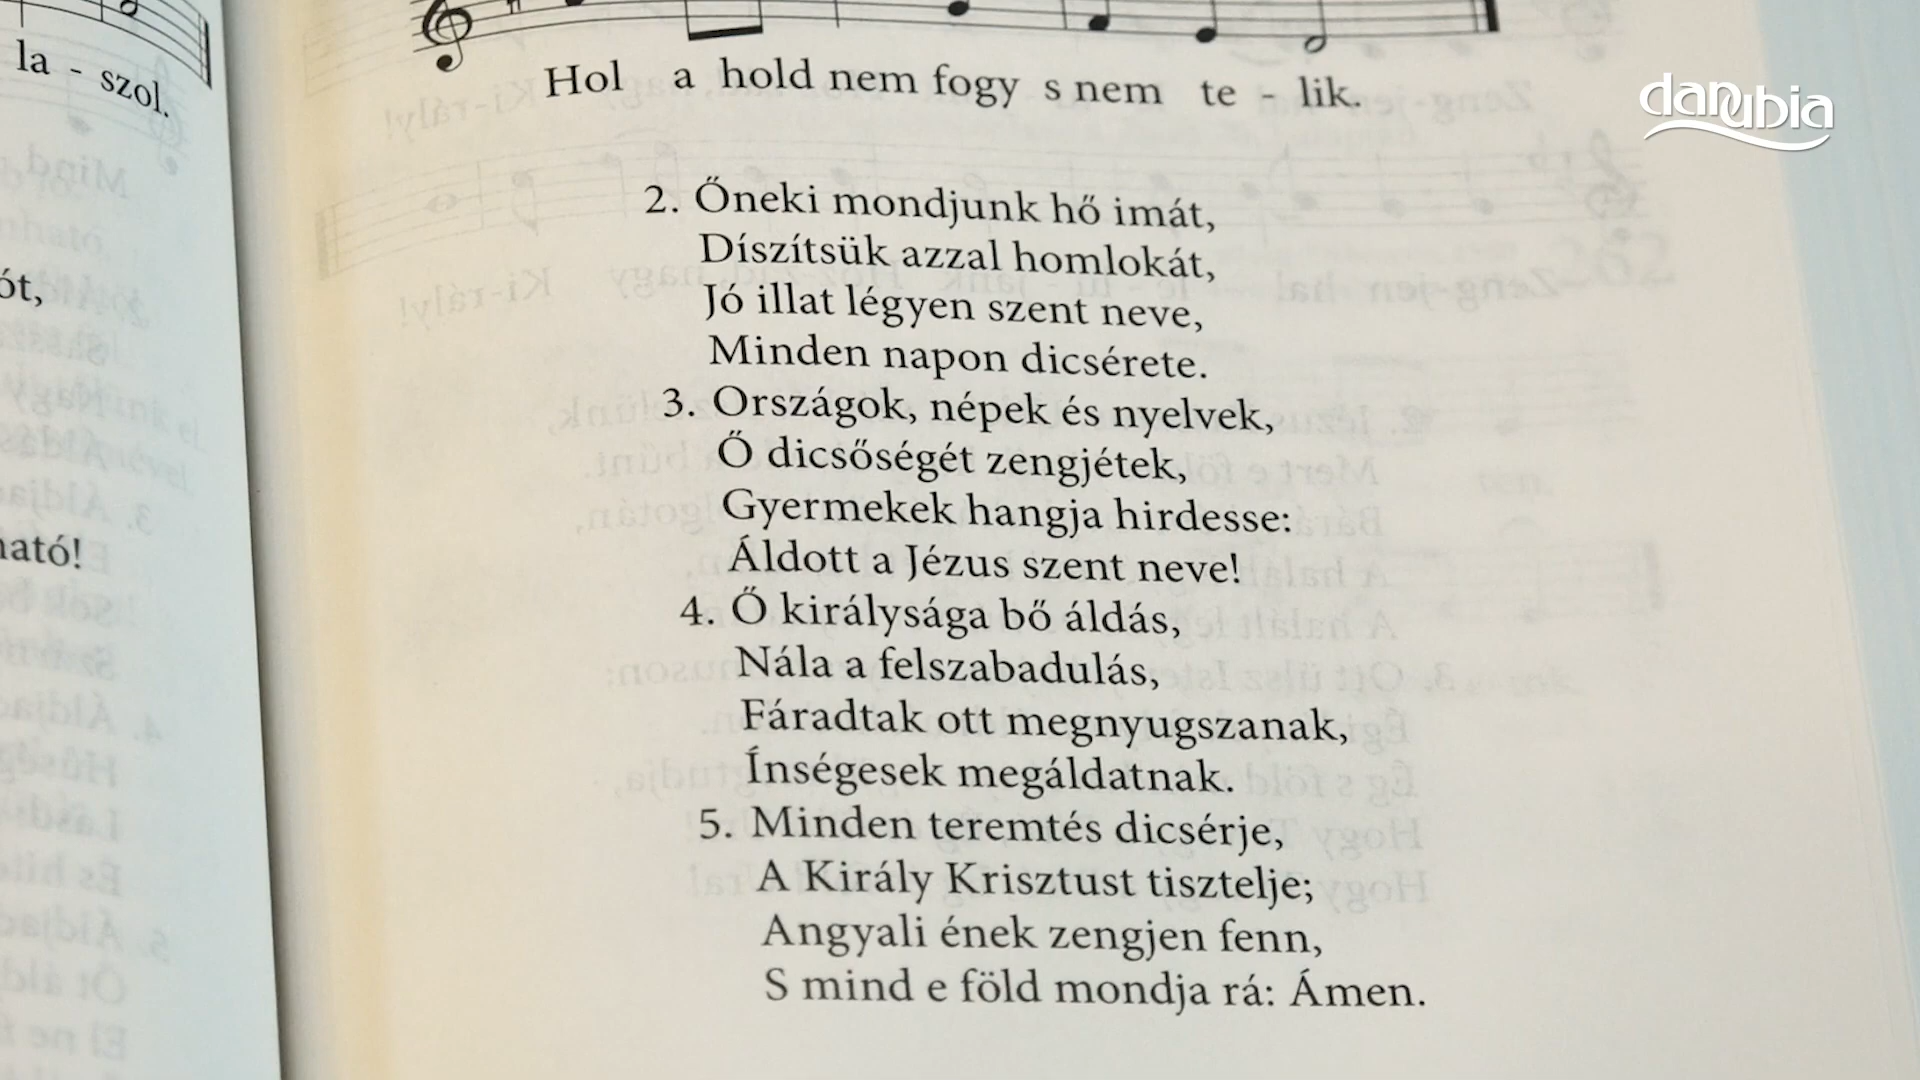 la - szol.
ót,
ható!
Hol a hold nem fogy s nem te - lik.
2. Őneki mondjunk hő imát,
Díszítsük azzal homlokát,
Jó illat légyen szent neve,
Minden napon dicsérete.
3. Országok, népek és nyelvek,
Ő dicsőségét zengjétek,
Gyermekek hangja hirdesse:
Áldott a Jézus szent neve!
4. Ő királysága bő áldás,
Nála a felszabadulás,
Fáradtak ott megnyugszanak,
Ínségesek megáldatnak.
5. Minden teremtés dicsérje,
A Király Krisztust tisztelje;
Angyali ének zengjen fenn,
S mind e föld mondja rá: Ámen.
danubia